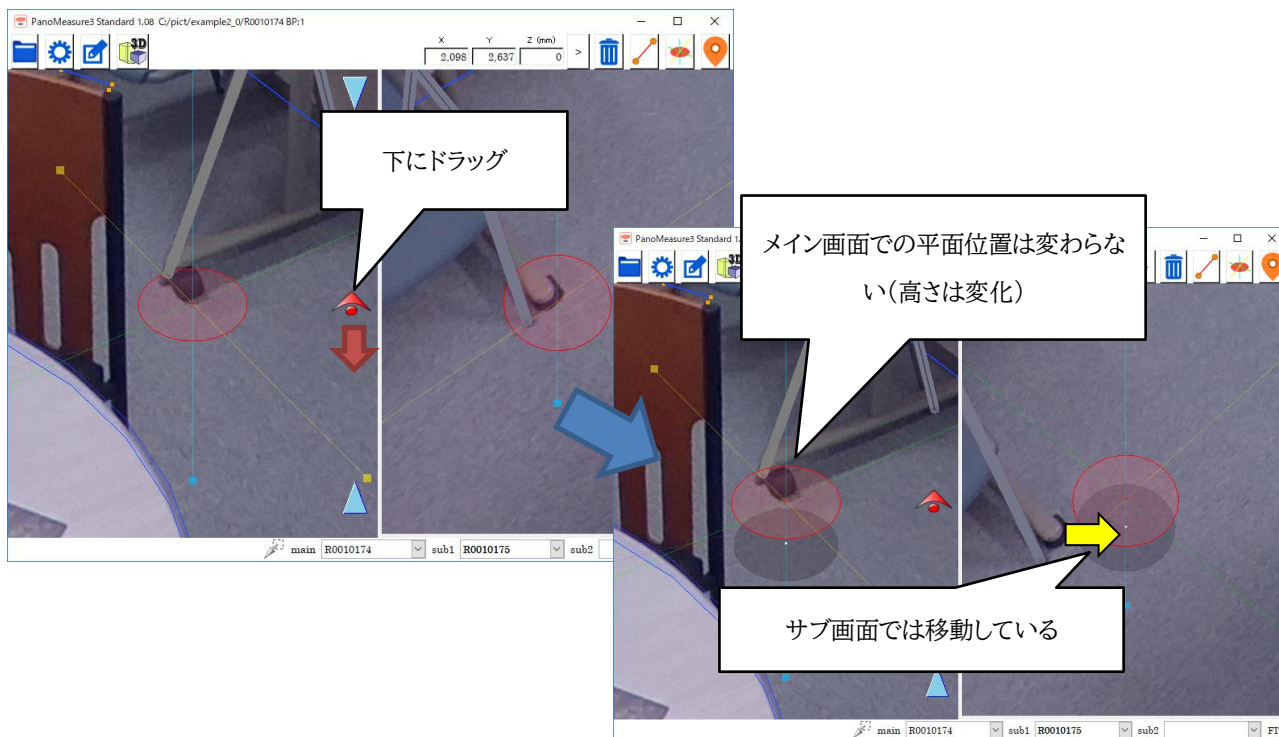 PanoMeasure3 Standard 1.08 C:/pict/example2_0/R0010174 BP:1
3D
X Y Z (mm)
2,098 2,637 0 >
下にドラッグ
main R0010174 sub1 R0010175 sub2
PanoMeasure3 Standard 1.
3D
メイン画面での平面位置は変わらな
い(高さは変化)
サブ画面では移動している
main R0010174 sub1 R0010175 sub2